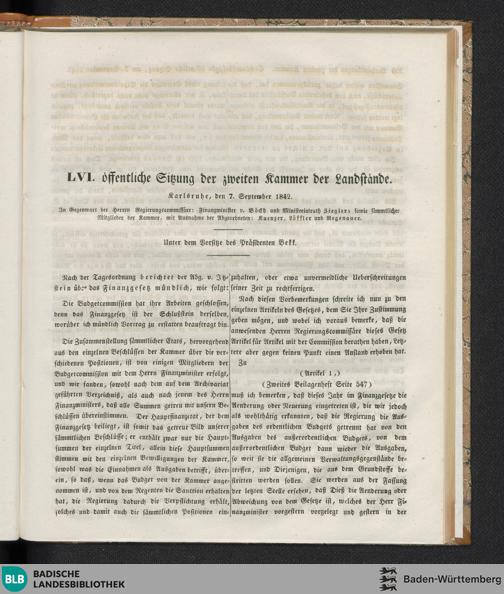 LVI. öffentliche Sitzung der zweiten Kammer der Landstände.
Karlsruhe, den 7. September 1842.
In Gegenwart der Herren Regierungscommissäre: Finanzminister v. Böckh und Ministerialrath Ziegler; sowie sämmtlicher
Mitglieder der Kammer, mit Ausnahme der Abgeordneten: Kuenzer, Löffler und Regenauer.
Unter dem Vorsitze des Präsidenten Bekk.
Nach der Tagesordnung berichtet der Abg. v. Itz-
stein über das Finanzgesetz mündlich, wie folgt:
Die Budgetcommission hat ihre Arbeiten geschlossen,
denn das Finanzgesetz ist der Schlußstein derselben,
worüber ich mündlich Vortrag zu erstatten beauftragt bin.
Die Zusammenstellung sämmtlicher Etats, hervorgehend
aus den einzelnen Beschlüssen der Kammer über die ver-
schiedenen Positionen, ist von einigen Mitgliedern der
Budgetcommission mit dem Herrn Finanzminister erfolgt,
und wir fanden, sowohl nach dem auf dem Archivariat
geführten Verzeichniß, als auch nach jenem des Herrn
Finanzministers, daß alle Summen getreu mit unsern Be-
schlüssen übereinstimmen. Der Hauptfinanzetat, der dem
Finanzgesetz beiliegt, ist somit das getreue Bild unserer
sämmtlichen Beschlüsse; er enthält zwar nur die Haupt-
summen der einzelnen Titel, allein diese Hauptsummen
stimmen mit den einzelnen Bewilligungen der Kammer,
sowohl was die Einnahmen als Ausgaben betrifft, über-
ein, so daß, wenn das Budget von der Kammer ange-
nommen ist, und von dem Regenten die Sanction erhalten
hat, die Regierung dadurch die Verpflichtung erhält,
solches und damit auch die sämmtlichen Positionen ein-
zuhalten, oder etwa unvermeidliche Ueberschreitungen
seiner Zeit zu rechtfertigen.
Nach diesen Vorbemerkungen schreite ich nun zu den
einzelnen Artikeln des Gesetzes, dem Sie Ihre Zustimmung
geben mögen, und wobei ich voraus bemerke, daß die
anwesenden Herren Regierungscommissäre dieses Gesetz
Artikel für Artikel mit der Commission berathen haben, letz-
tere aber gegen keinen Punkt einen Anstand erhoben hat.
Zu
(Artikel 1,)
(Zweites Beilagenheft Seite 547)
muß ich bemerken, daß dieses Jahr im Finanzgesetz die
Aenderung oder Neuerung eingetreten ist, die wir jedoch
als wohlthätig erkannten, daß die Regierung die Aus-
gaben des ordentlichen Budgets getrennt hat von den
Ausgaben des außerordentlichen Budgets, von dem
außerordentlichen Budget dann wieder die Ausgaben,
so weit sie die allgemeinen Verwaltungsgegenstände be-
treffen, und Diejenigen, die aus dem Grundstocke be-
stritten werden sollen. Sie werden aus der Fassung
der letzten Stelle ersehen, daß Dieß die Aenderung oder
Abweichung von dem Gesetze ist, welches der Herr Fi-
nanzminister vorgelegt und gestern in der
BLB BADISCHE
LANDESBIBLIOTHEK
Baden-Württemberg